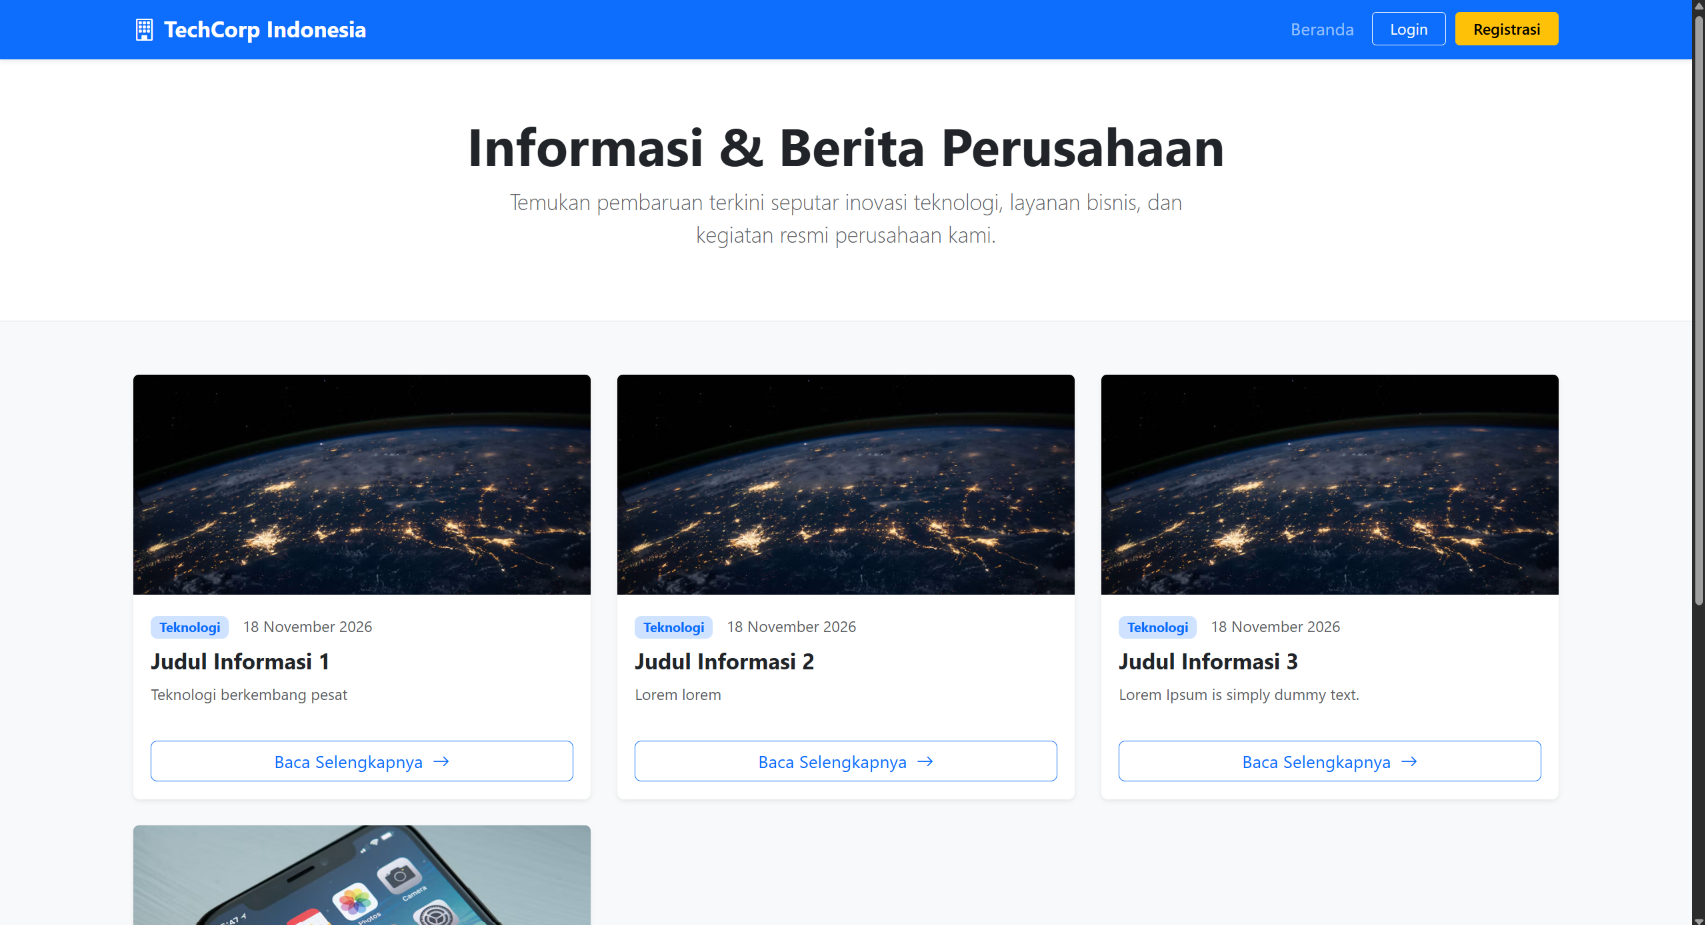 TechCorp Indonesia
Beranda
Login
Registrasi
Informasi & Berita Perusahaan
Temukan pembaruan terkini seputar inovasi teknologi, layanan bisnis, dan
kegiatan resmi perusahaan kami.
Teknologi 18 November 2026
Judul Informasi 1
Teknologi berkembang pesat
Baca Selengkapnya →
Teknologi 18 November 2026
Judul Informasi 2
Lorem lorem
Baca Selengkapnya →
Teknologi 18 November 2026
Judul Informasi 3
Lorem Ipsum is simply dummy text.
Baca Selengkapnya →
Photos
Camera